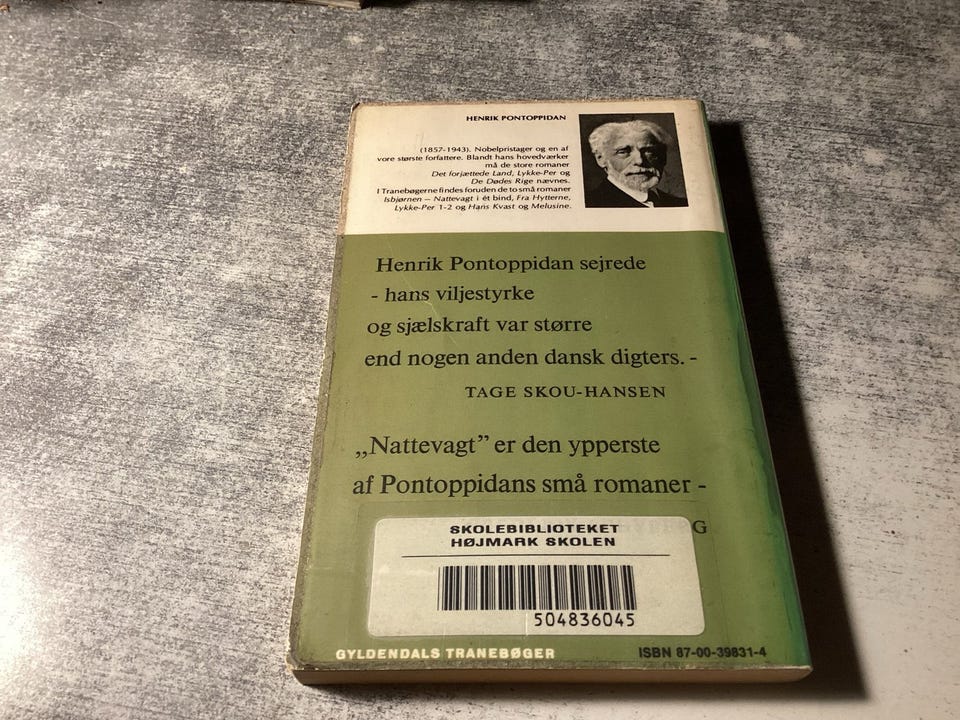 HENRIK PONTOPPIDAN
(1857-1943). Nobelpristager og en af
vore største forfattere. Blandt hans hovedværker
må de store romaner
Det forjættede Land, Lykke-Per og
De Dødes Rige nævnes.
I Tranebøgerne findes foruden de to små romaner
Isbjørnen – Nattevagt i ét bind, Fra Hytterne,
Lykke-Per 1-2 og Hans Kvast og Melusine.
Henrik Pontoppidan sejrede
- hans viljestyrke
og sjælskraft var større
end nogen anden dansk digters. -
TAGE SKOU-HANSEN
„Nattevagt” er den ypperste
af Pontoppidans små romaner -
SKOLEBIBLIOTEKET
HØJMARK SKOLEN
504836045
GYLDENDALS TRANEBØGER
ISBN 87-00-39831-4